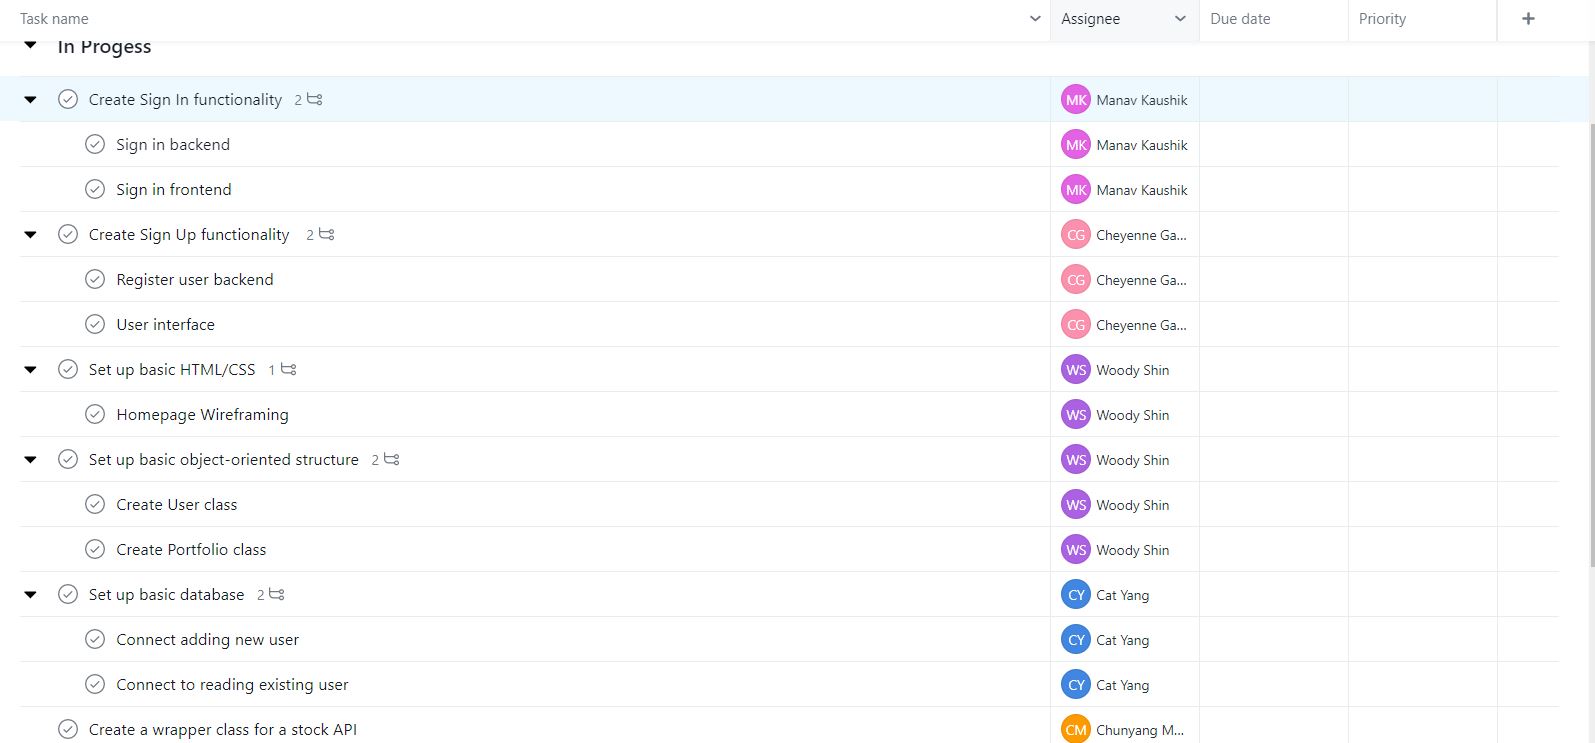 Task name Assignee Due date Priority +
In Progess
Create Sign In functionality 2 MK Manav Kaushik
Sign in backend MK Manav Kaushik
Sign in frontend MK Manav Kaushik
Create Sign Up functionality 2 CG Cheyenne Ga...
Register user backend CG Cheyenne Ga...
User interface CG Cheyenne Ga...
Set up basic HTML/CSS 1 WS Woody Shin
Homepage Wireframing WS Woody Shin
Set up basic object-oriented structure 2 WS Woody Shin
Create User class WS Woody Shin
Create Portfolio class WS Woody Shin
Set up basic database 2 CY Cat Yang
Connect adding new user CY Cat Yang
Connect to reading existing user CY Cat Yang
Create a wrapper class for a stock API CM Chunyang M...